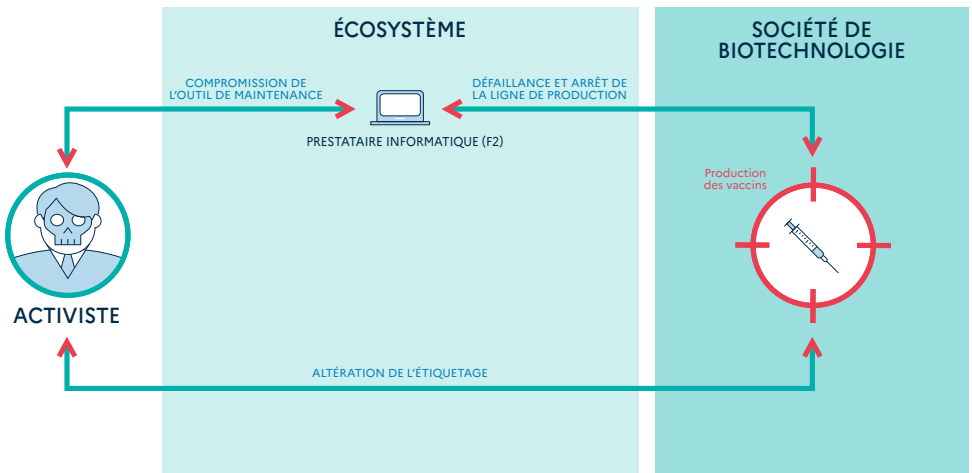 ÉCOSYSTÈME
SOCIÉTÉ DE
BIOTECHNOLOGIE
COMPROMISSION DE
L'OUTIL DE MAINTENANCE
DÉFAILLANCE ET ARRÊT DE
LA LIGNE DE PRODUCTION
PRESTATAIRE INFORMATIQUE (F2)
Production
des vaccins
ACTIVISTE
ALTÉRATION DE L'ÉTIQUETAGE